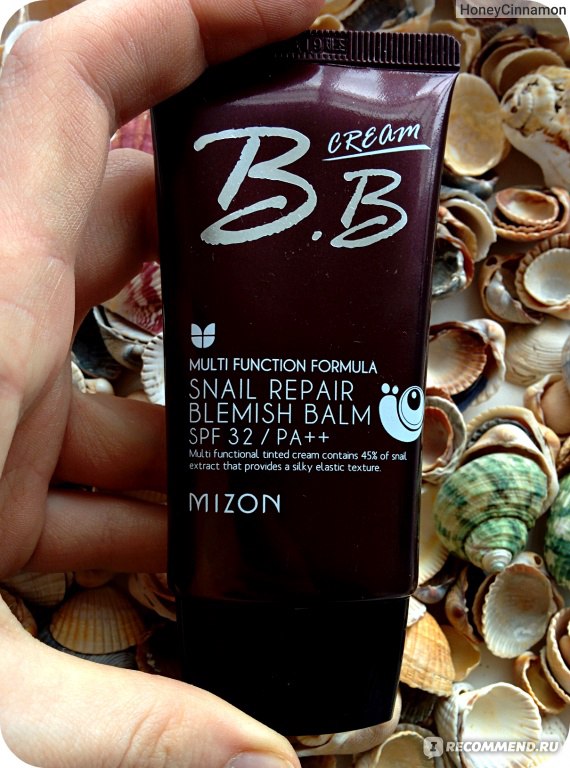 HoneyCinnamon
CREAM
B.B
MULTI FUNCTION FORMULA
SNAIL REPAIR
BLEMISH BALM
SPF 32 / PA++
Multi functional tinted cream contains 45% of snail
extract that provides a silky elastic texture.
MIZON
RECOMMEND.RU